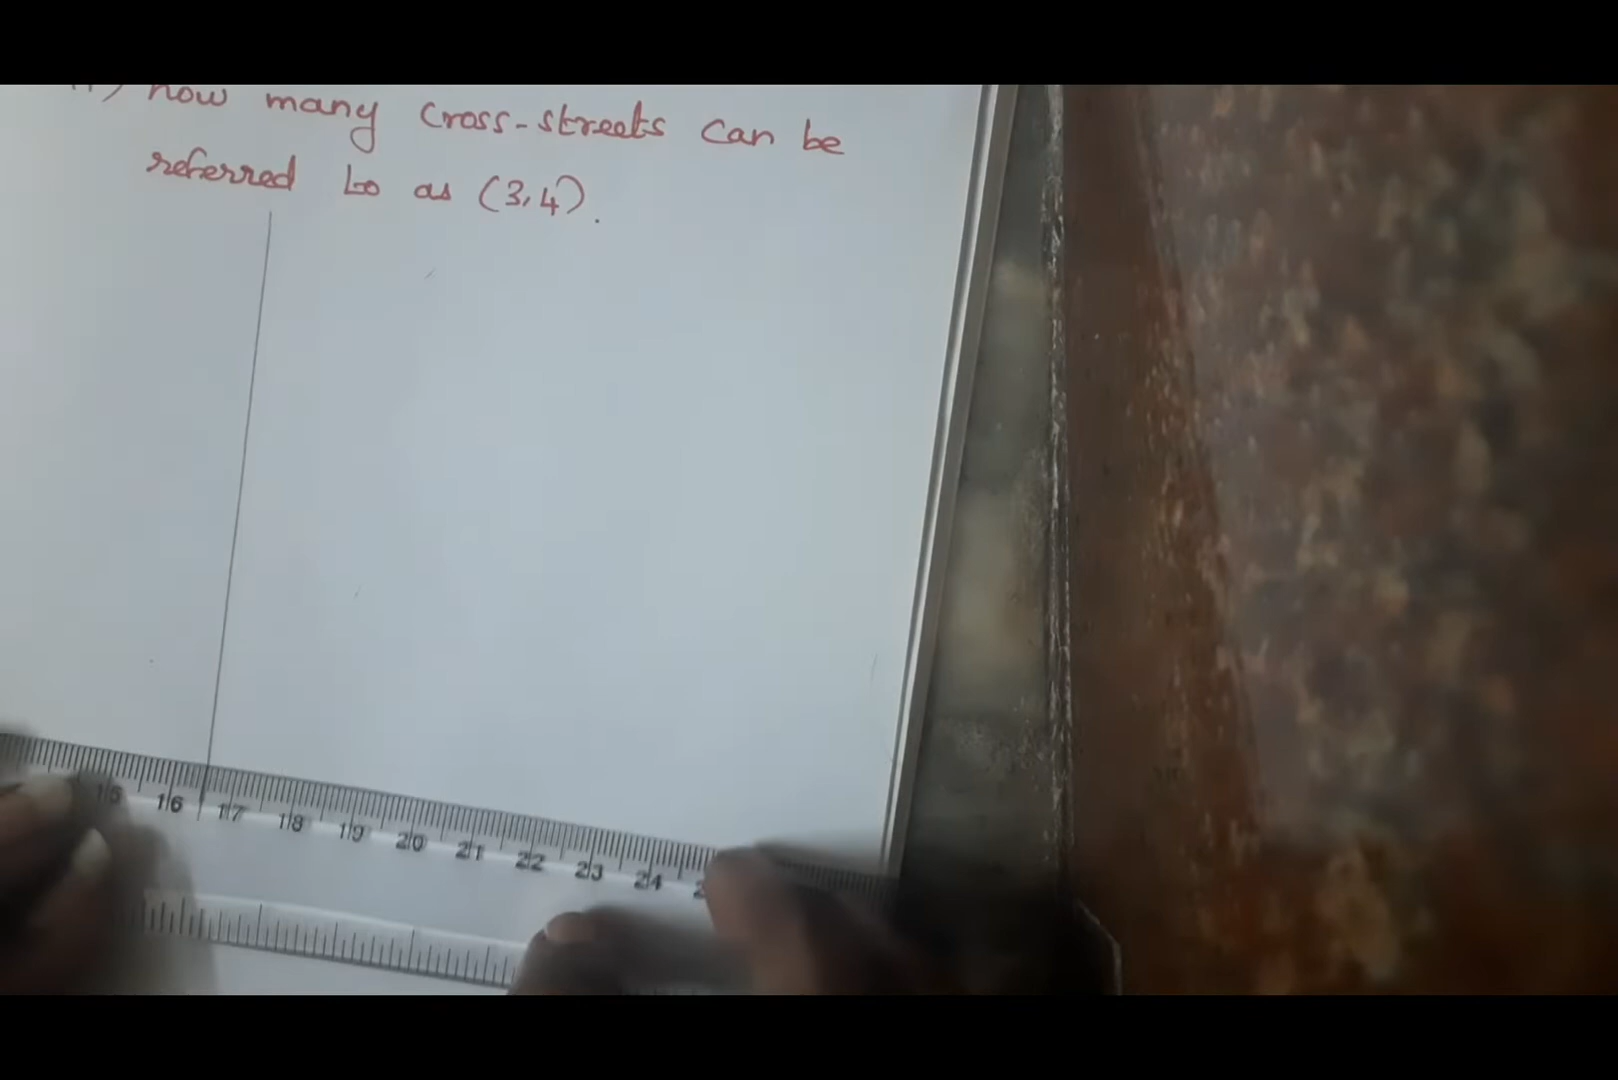 how many cross-streets can be
referred to as (3,4).
15 16 17 18 19 20 21 22 23 24